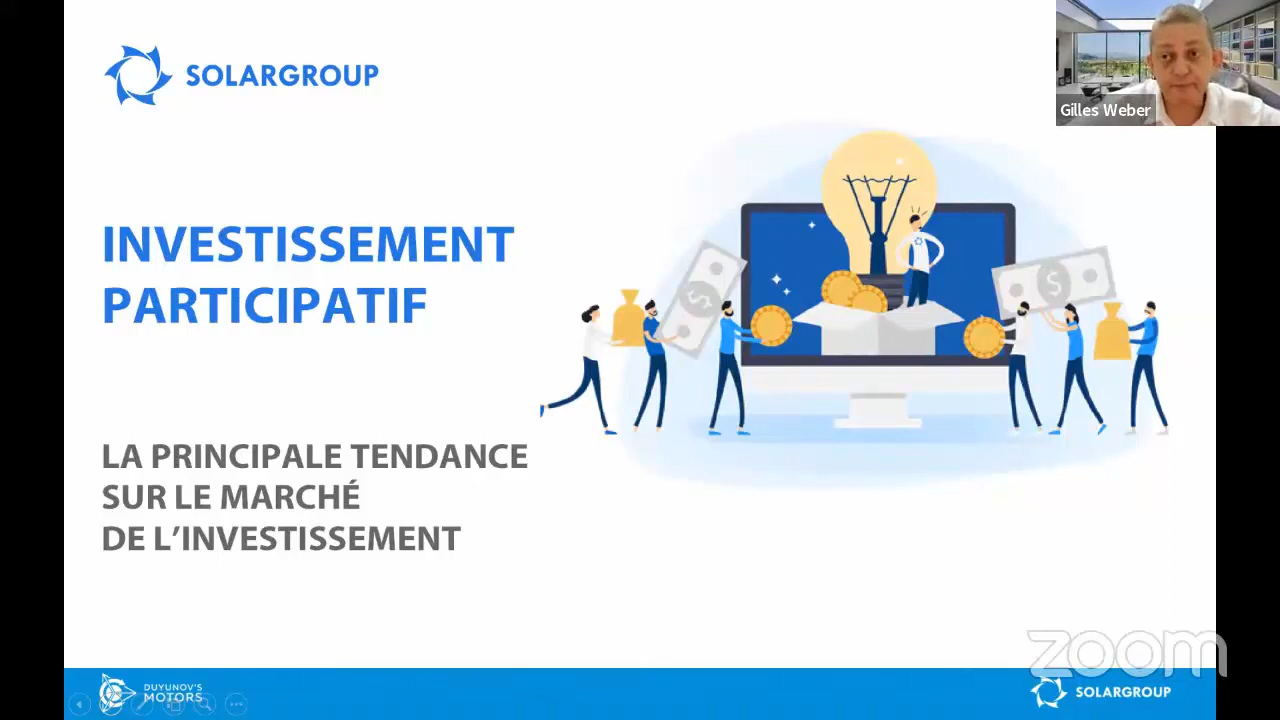 SOLARGROUP
Gilles Weber
INVESTISSEMENT
PARTICIPATIF
LA PRINCIPALE TENDANCE
SUR LE MARCHÉ
DE L’INVESTISSEMENT
zoom
DUYUNOV'S
MOTORS
SOLARGROUP